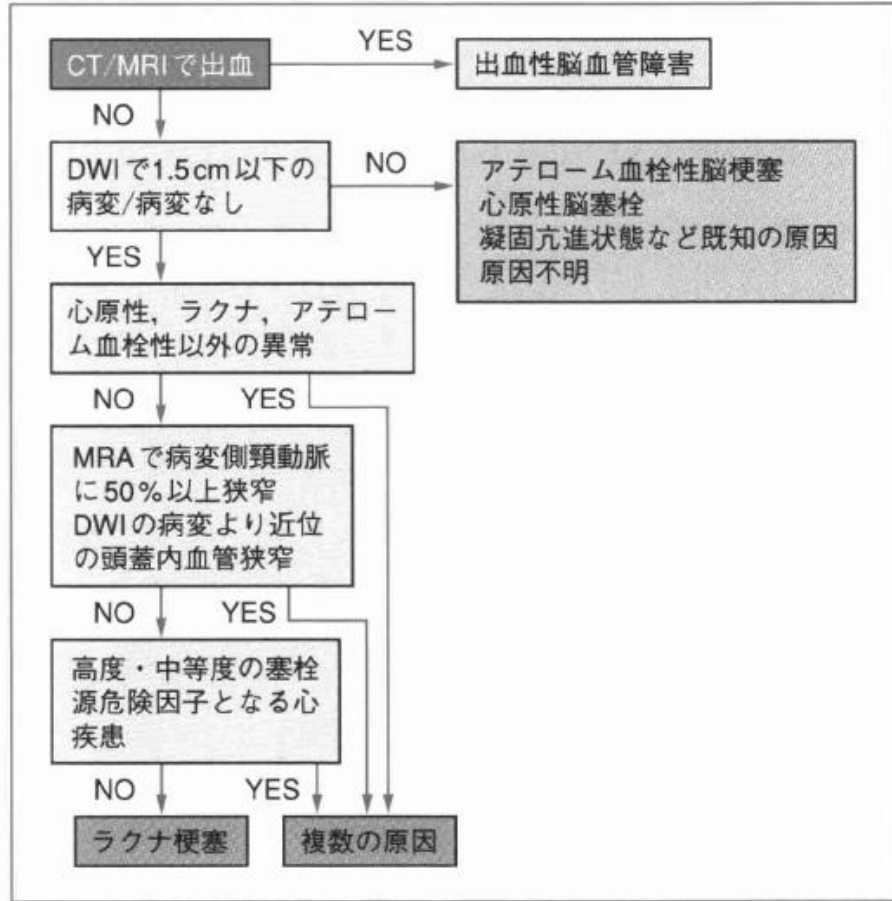 CT/MRIで出血
YES
出血性脳血管障害
NO
DWIで1.5cm以下の
病変/病変なし
NO
アテローム血栓性脳梗塞
心原性脳塞栓
凝固亢進状態など既知の原因
原因不明
YES
心原性，ラクナ，アテロー
ム血栓性以外の異常
NO
YES
MRAで病変側頸動脈
に50%以上狭窄
DWIの病変より近位
の頭蓋内血管狭窄
NO
YES
高度・中等度の塞栓
源危険因子となる心
疾患
NO
YES
ラクナ梗塞
複数の原因